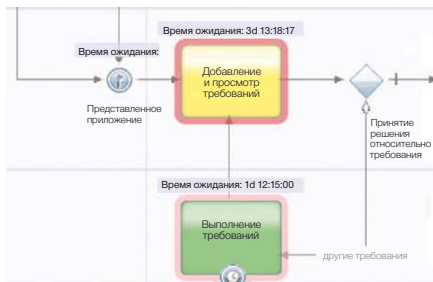 Время ожидания: 3d 13:18:17
Время ожидания:
Добавление
и просмотр
требований
Представленное
приложение
Принятие
решения
относительно
требования
Время ожидания: 1d 12:15:00
Выполнение
требований
другие требования